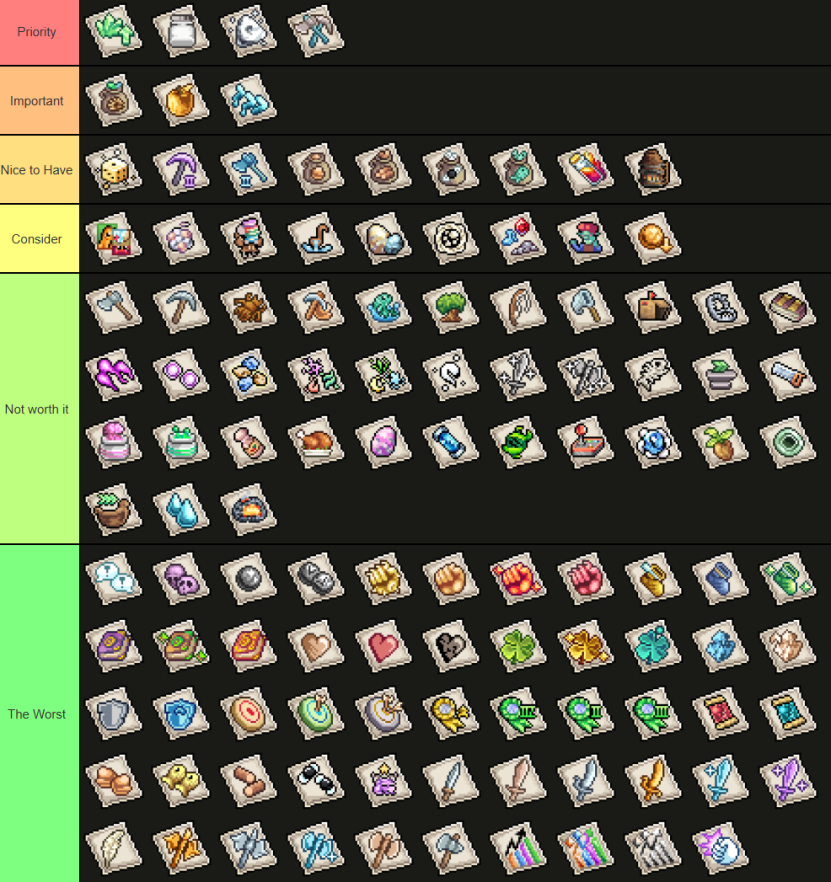 Priority
Important
Nice to Have
Consider
Not worth it
The Worst